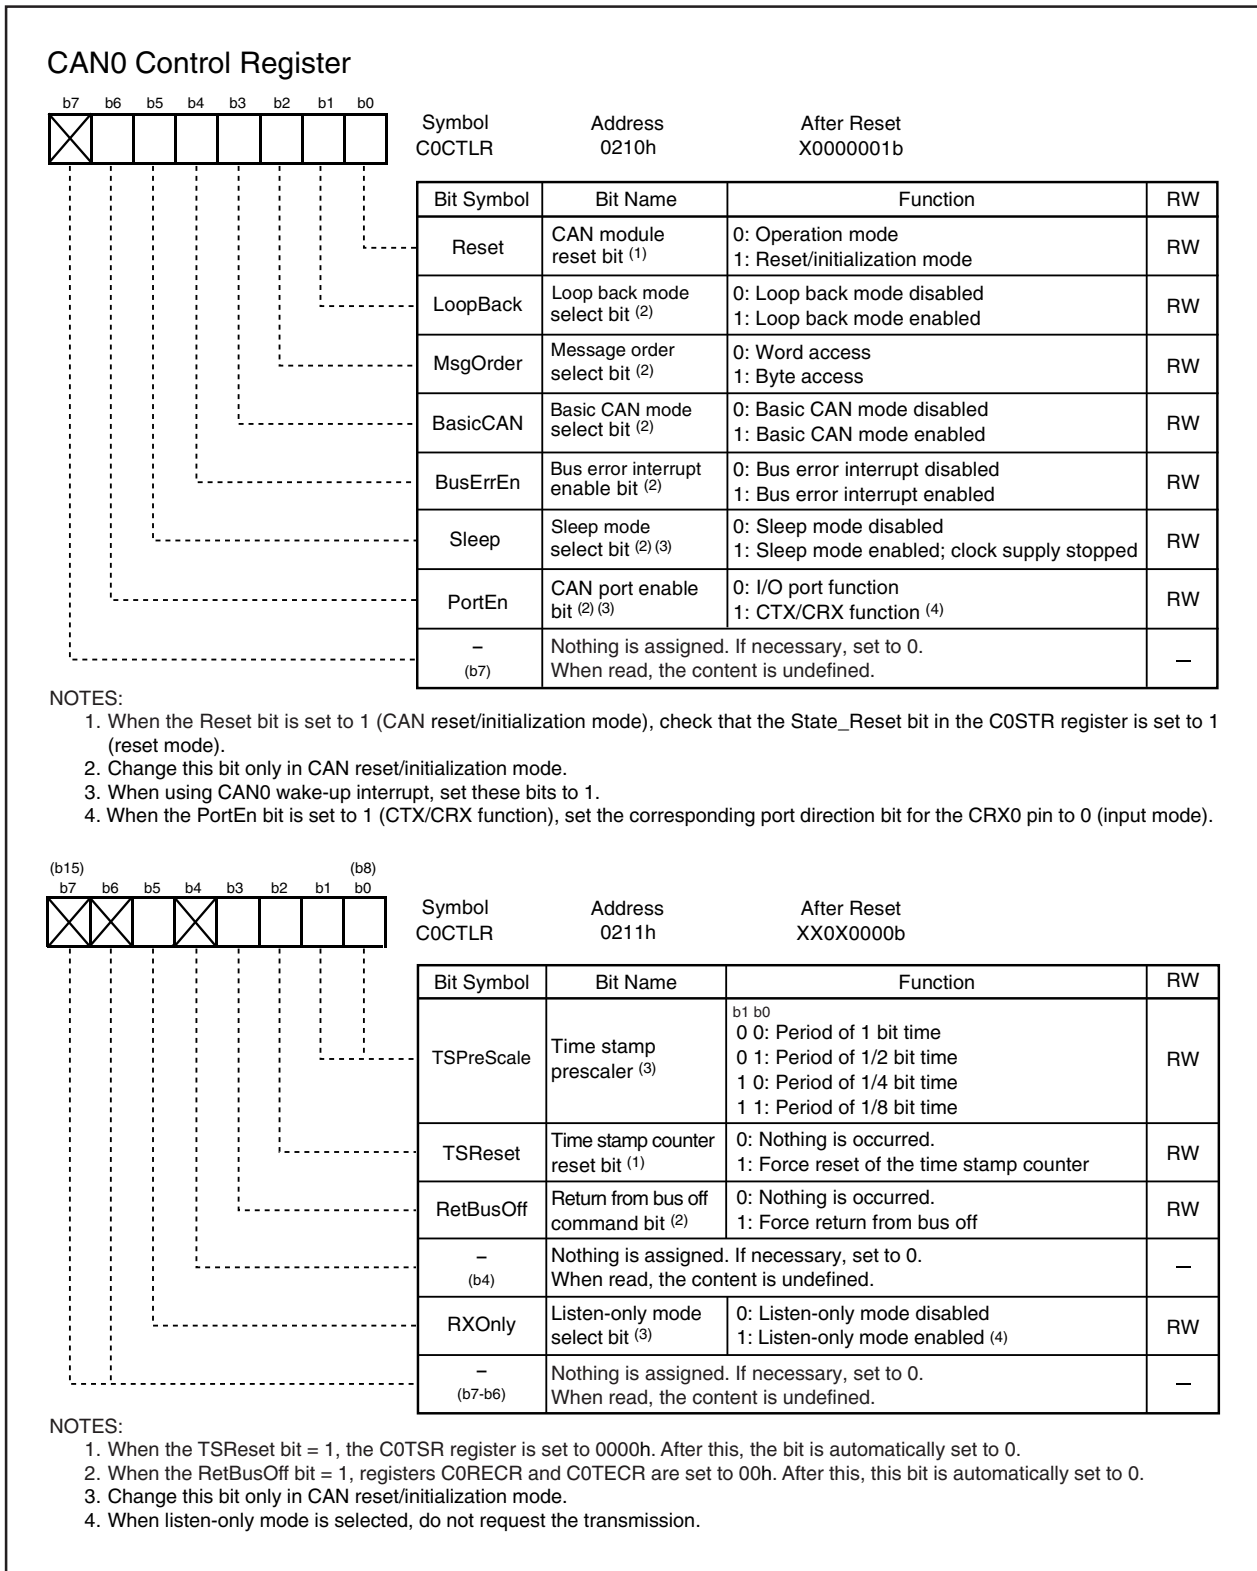 CAN0 Control Register
b7 b6 b5 b4 b3 b2 b1 b0
Symbol Address After Reset
C0CTLR 0210h X0000001b
Bit Symbol Bit Name Function RW
Reset CAN module reset bit (1) 0: Operation mode
1: Reset/initialization mode RW
LoopBack Loop back mode select bit (2) 0: Loop back mode disabled
1: Loop back mode enabled RW
MsgOrder Message order select bit (2) 0: Word access
1: Byte access RW
BasicCAN Basic CAN mode select bit (2) 0: Basic CAN mode disabled
1: Basic CAN mode enabled RW
BusErrEn Bus error interrupt enable bit (2) 0: Bus error interrupt disabled
1: Bus error interrupt enabled RW
Sleep Sleep mode select bit (2) (3) 0: Sleep mode disabled
1: Sleep mode enabled; clock supply stopped RW
PortEn CAN port enable bit (2) (3) 0: I/O port function
1: CTX/CRX function (4) RW
– (b7) Nothing is assigned. If necessary, set to 0.
When read, the content is undefined. –
NOTES:
1. When the Reset bit is set to 1 (CAN reset/initialization mode), check that the State_Reset bit in the C0STR register is set to 1
(reset mode).
2. Change this bit only in CAN reset/initialization mode.
3. When using CAN0 wake-up interrupt, set these bits to 1.
4. When the PortEn bit is set to 1 (CTX/CRX function), set the corresponding port direction bit for the CRX0 pin to 0 (input mode).
(b15) (b8)
b7 b6 b5 b4 b3 b2 b1 b0
Symbol Address After Reset
C0CTLR 0211h XX0X0000b
Bit Symbol Bit Name Function RW
TSPreScale Time stamp prescaler (3) b1 b0
0 0: Period of 1 bit time
0 1: Period of 1/2 bit time
1 0: Period of 1/4 bit time
1 1: Period of 1/8 bit time RW
TSReset Time stamp counter reset bit (1) 0: Nothing is occurred.
1: Force reset of the time stamp counter RW
RetBusOff Return from bus off command bit (2) 0: Nothing is occurred.
1: Force return from bus off RW
– (b4) Nothing is assigned. If necessary, set to 0.
When read, the content is undefined. –
RXOnly Listen-only mode select bit (3) 0: Listen-only mode disabled
1: Listen-only mode enabled (4) RW
– (b7-b6) Nothing is assigned. If necessary, set to 0.
When read, the content is undefined. –
NOTES:
1. When the TSReset bit = 1, the C0TSR register is set to 0000h. After this, the bit is automatically set to 0.
2. When the RetBusOff bit = 1, registers C0RECR and C0TECR are set to 00h. After this, this bit is automatically set to 0.
3. Change this bit only in CAN reset/initialization mode.
4. When listen-only mode is selected, do not request the transmission.